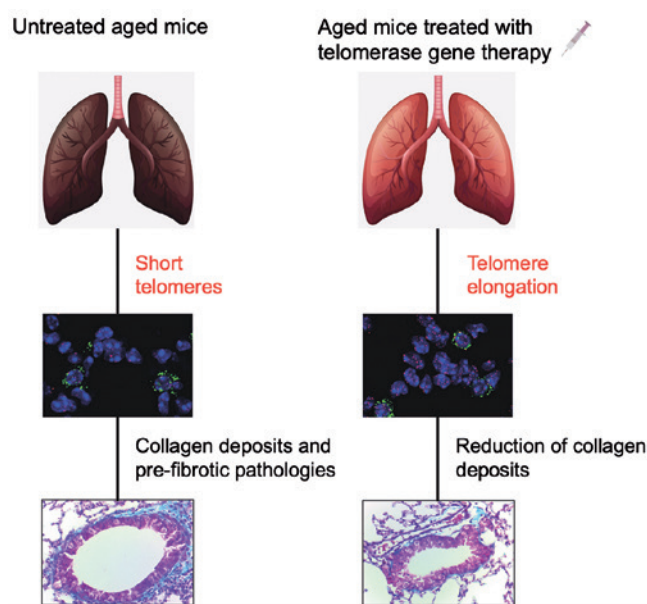 Untreated aged mice
Aged mice treated with
telomerase gene therapy
Short
telomeres
Telomere
elongation
Collagen deposits and
pre-fibrotic pathologies
Reduction of collagen
deposits